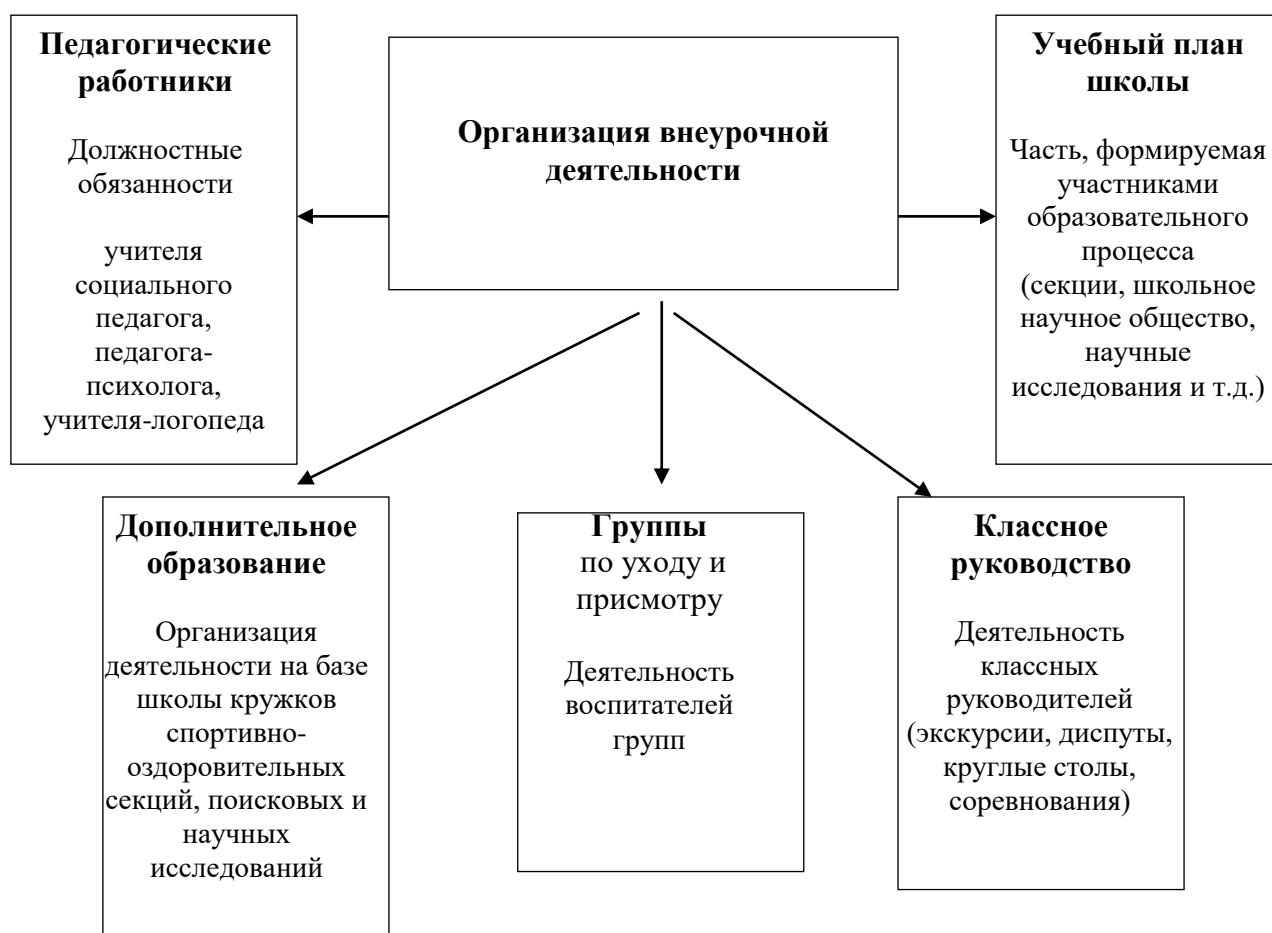 Педагогические
работники
Должностные
обязанности
учителя
социального
педагога,
педагога-
психолога,
учителя-логопеда
Организация внеурочной
деятельности
Учебный план
школы
Часть, формируемая
участниками
образовательного
процесса
(секции, школьное
научное общество,
научные
исследования и т.д.)
Дополнительное
образование
Организация
деятельности на базе
школы кружков
спортивно-
оздоровительных
секций, поисковых и
научных
исследований
Группы
по уходу и
присмотру
Деятельность
воспитателей
групп
Классное
руководство
Деятельность
классных
руководителей
(экскурсии, диспуты,
круглые столы,
соревнования)